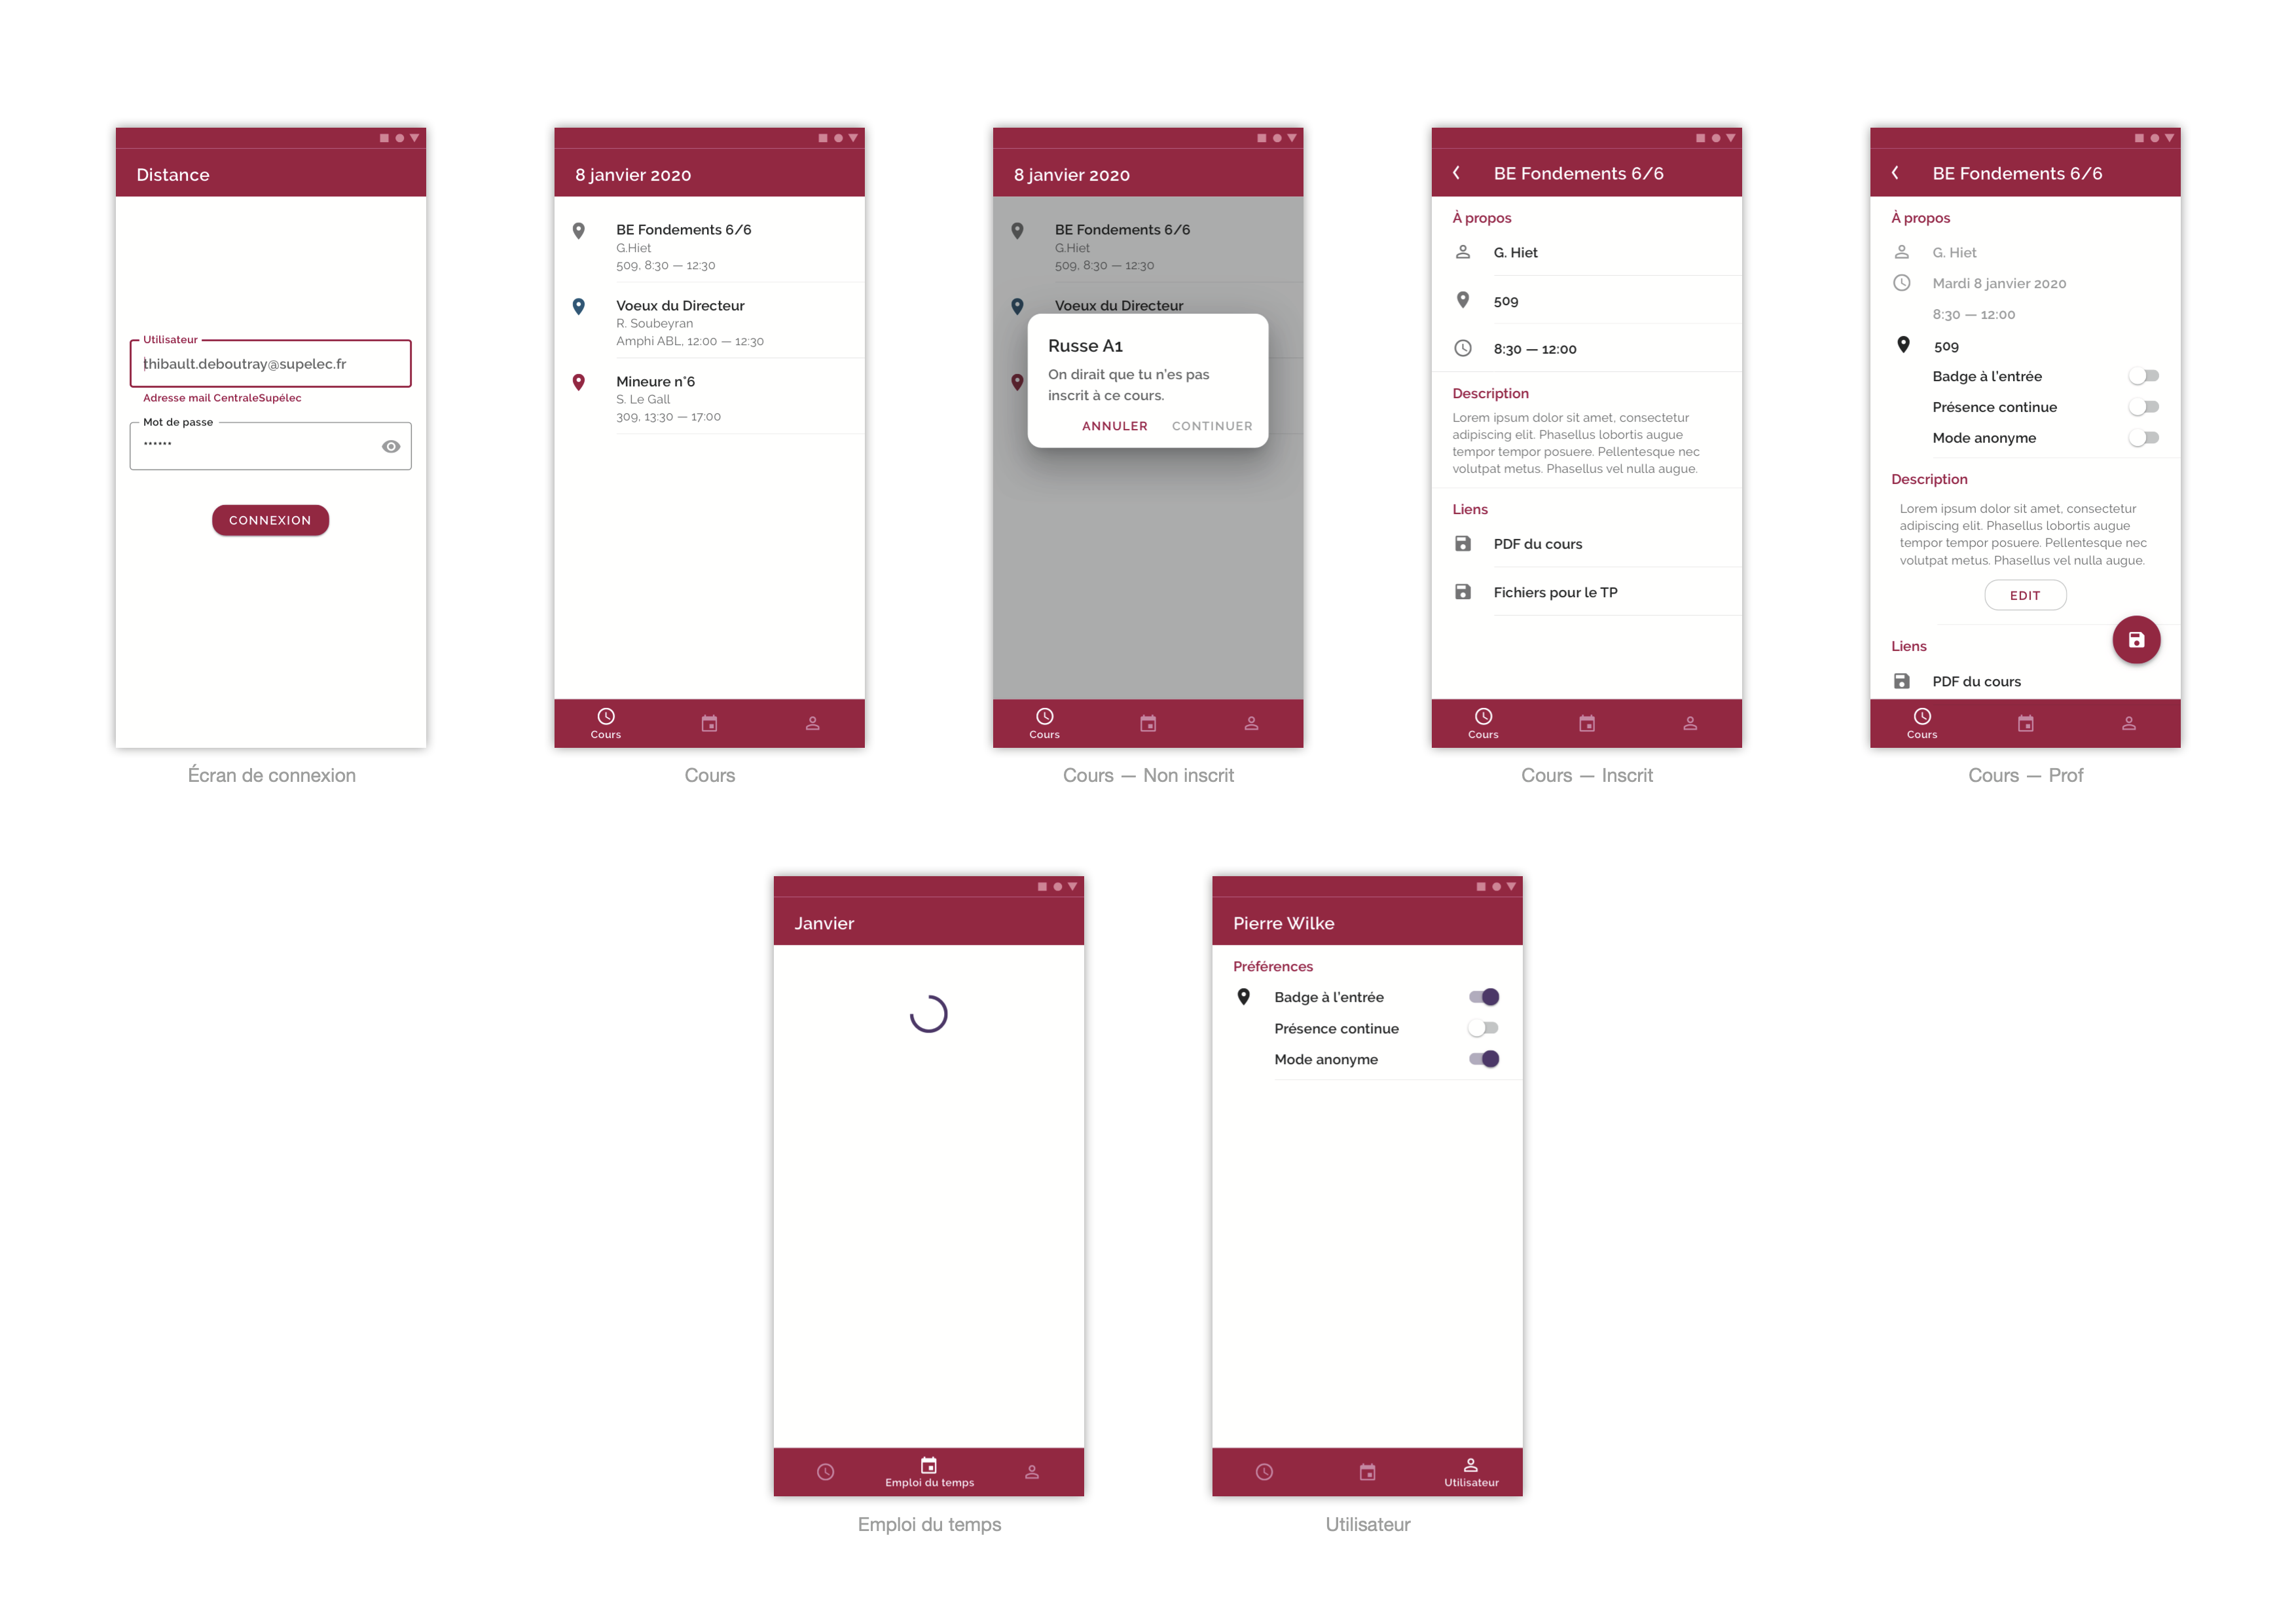 Distance
Utilisateur
thibault.deboutray@supelec.fr
Adresse mail CentraleSupélec
Mot de passe
••••••
CONNEXION
Écran de connexion
8 janvier 2020
BE Fondements 6/6
G.Hiet
509, 8:30 — 12:30
Voeux du Directeur
R. Soubeyran
Amphi ABL, 12:00 — 12:30
Mineure n°6
S. Le Gall
309, 13:30 — 17:00
Cours
Cours
8 janvier 2020
BE Fondements 6/6
G.Hiet
509, 8:30 — 12:30
Voeux du Directeur
Russe A1
On dirait que tu n'es pas
inscrit à ce cours.
ANNULER CONTINUER
Cours
Cours — Non inscrit
BE Fondements 6/6
À propos
G. Hiet
509
8:30 — 12:00
Description
Lorem ipsum dolor sit amet, consectetur
adipiscing elit. Phasellus lobortis augue
tempor tempor posuere. Pellentesque nec
volutpat metus. Phasellus vel nulla augue.
Liens
PDF du cours
Fichiers pour le TP
Cours
Cours — Inscrit
BE Fondements 6/6
À propos
G. Hiet
Mardi 8 janvier 2020
8:30 — 12:00
509
Badge à l'entrée
Présence continue
Mode anonyme
Description
Lorem ipsum dolor sit amet, consectetur
adipiscing elit. Phasellus lobortis augue
tempor tempor posuere. Pellentesque nec
volutpat metus. Phasellus vel nulla augue.
EDIT
Liens
PDF du cours
Cours
Cours — Prof
Janvier
Emploi du temps
Emploi du temps
Pierre Wilke
Préférences
Badge à l'entrée
Présence continue
Mode anonyme
Utilisateur
Utilisateur